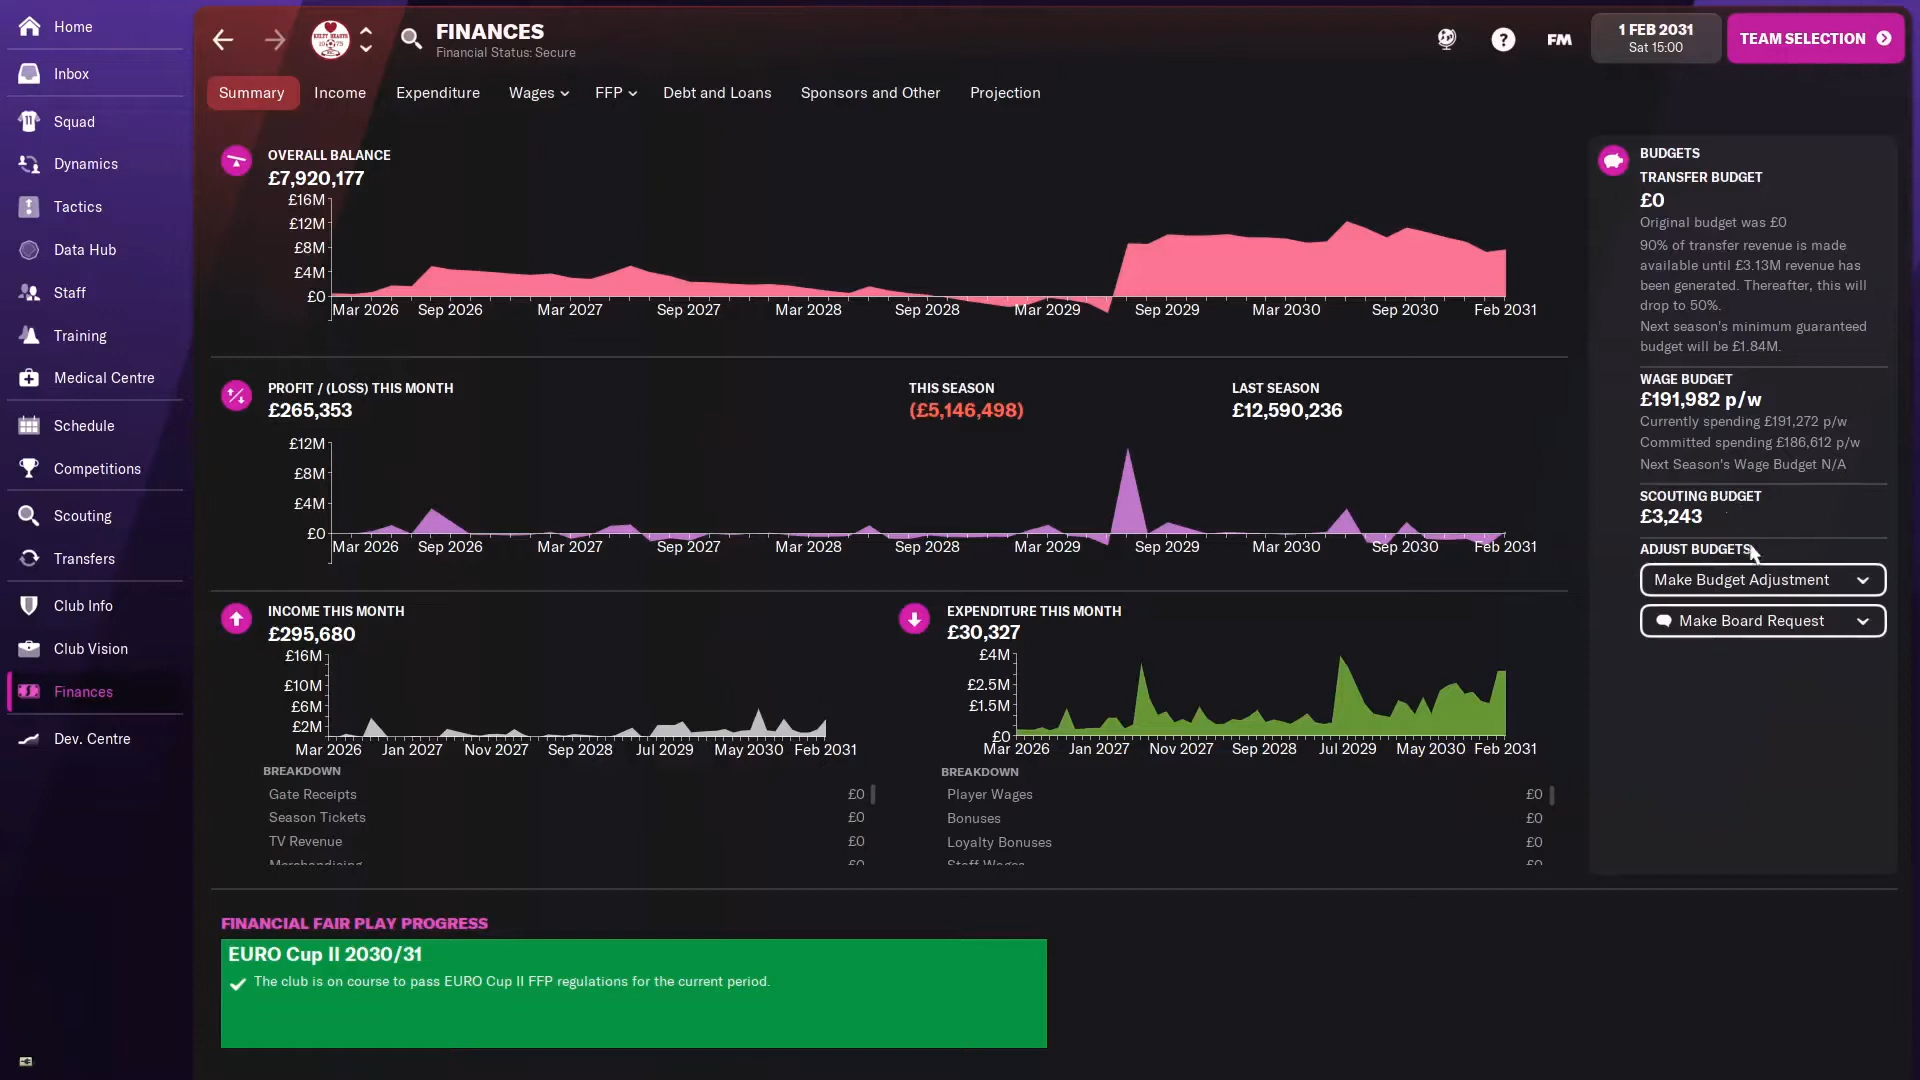 Home
Inbox
Squad
Dynamics
Tactics
Data Hub
Staff
Training
Medical Centre
Schedule
Competitions
Scouting
Transfers
Club Info
Club Vision
Finances
Dev. Centre
KELTY HEARTS
1975
FINANCES
Financial Status: Secure
?
FM
1 FEB 2031
Sat 15:00
TEAM SELECTION
Summary
Income
Expenditure
Wages
FFP
Debt and Loans
Sponsors and Other
Projection
OVERALL BALANCE
£7,920,177
£16M
£12M
£8M
£4M
£0
Mar 2026 Sep 2026 Mar 2027 Sep 2027 Mar 2028 Sep 2028 Mar 2029 Sep 2029 Mar 2030 Sep 2030 Feb 2031
PROFIT / (LOSS) THIS MONTH
£265,353
THIS SEASON
(£5,146,498)
LAST SEASON
£12,590,236
£12M
£8M
£4M
£0
Mar 2026 Sep 2026 Mar 2027 Sep 2027 Mar 2028 Sep 2028 Mar 2029 Sep 2029 Mar 2030 Sep 2030 Feb 2031
INCOME THIS MONTH
£295,680
£16M
£10M
£6M
£2M
Mar 2026 Jan 2027 Nov 2027 Sep 2028 Jul 2029 May 2030 Feb 2031
BREAKDOWN
Gate Receipts £0
Season Tickets £0
TV Revenue £0
Merchandising £0
EXPENDITURE THIS MONTH
£30,327
£4M
£2.5M
£1.5M
£0
Mar 2026 Jan 2027 Nov 2027 Sep 2028 Jul 2029 May 2030 Feb 2031
BREAKDOWN
Player Wages £0
Bonuses £0
Loyalty Bonuses £0
Staff Wages £0
BUDGETS
TRANSFER BUDGET
£0
Original budget was £0
90% of transfer revenue is made
available until £3.13M revenue has
been generated. Thereafter, this will
drop to 50%.
Next season's minimum guaranteed
budget will be £1.84M.
WAGE BUDGET
£191,982 p/w
Currently spending £191,272 p/w
Committed spending £186,612 p/w
Next Season's Wage Budget N/A
SCOUTING BUDGET
£3,243
ADJUST BUDGETS
Make Budget Adjustment
Make Board Request
FINANCIAL FAIR PLAY PROGRESS
EURO Cup II 2030/31
The club is on course to pass EURO Cup II FFP regulations for the current period.